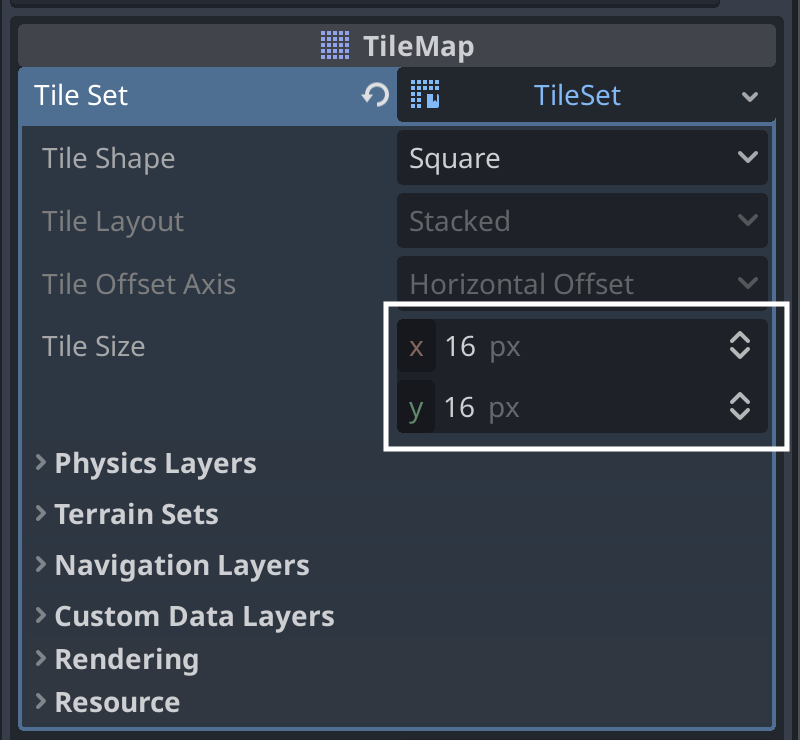 TileMap
Tile Set TileSet
Tile Shape Square
Tile Layout Stacked
Tile Offset Axis Horizontal Offset
Tile Size x 16 px
y 16 px
Physics Layers
Terrain Sets
Navigation Layers
Custom Data Layers
Rendering
Resource